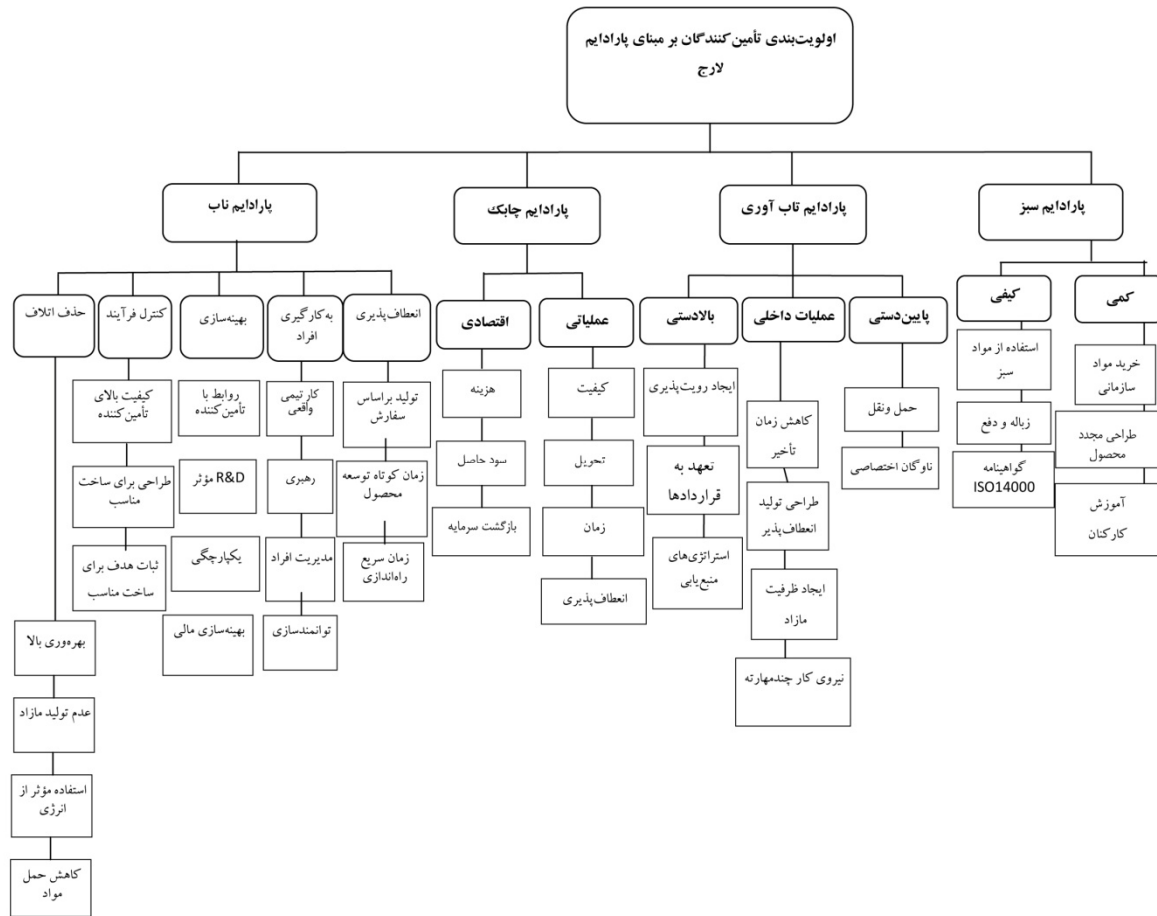 اولویت‌بندی تأمین‌کنندگان بر مبنای پارادایم
لارج
پارادایم سبز
پارادایم تاب آوری
پارادایم چابک
پارادایم ناب
کمی
کیفی
پایین‌دستی
عملیات داخلی
بالادستی
عملیاتی
اقتصادی
انعطاف‌پذیری
به‌کارگیری
افراد
بهینه‌سازی
کنترل فرآیند
حذف اتلاف
خرید مواد
سازمانی
طراحی مجدد
محصول
آموزش
کارکنان
استفاده از مواد
سبز
زباله و دفع
گواهینامه
ISO14000
حمل ونقل
ناوگان اختصاصی
کاهش زمان
تأخیر
طراحی تولید
انعطاف‌پذیر
ایجاد ظرفیت
مازاد
نیروی کار چندمهارته
ایجاد رویت‌پذیری
تعهد به
قراردادها
استراتژی‌های
منبع‌یابی
کیفیت
تحویل
زمان
انعطاف‌پذیری
هزینه
سود حاصل
بازگشت سرمایه
تولید براساس
سفارش
زمان کوتاه توسعه
محصول
زمان سریع
راه‌اندازی
کار تیمی
واقعی
رهبری
مدیریت افراد
توانمندسازی
روابط با
تأمین‌کننده
R&D مؤثر
یکپارچگی
بهینه‌سازی مالی
کیفیت بالای
تأمین‌کننده
طراحی برای ساخت
مناسب
ثبات هدف برای
ساخت مناسب
بهره‌وری بالا
عدم تولید مازاد
استفاده مؤثر از
انرژی
کاهش حمل
مواد